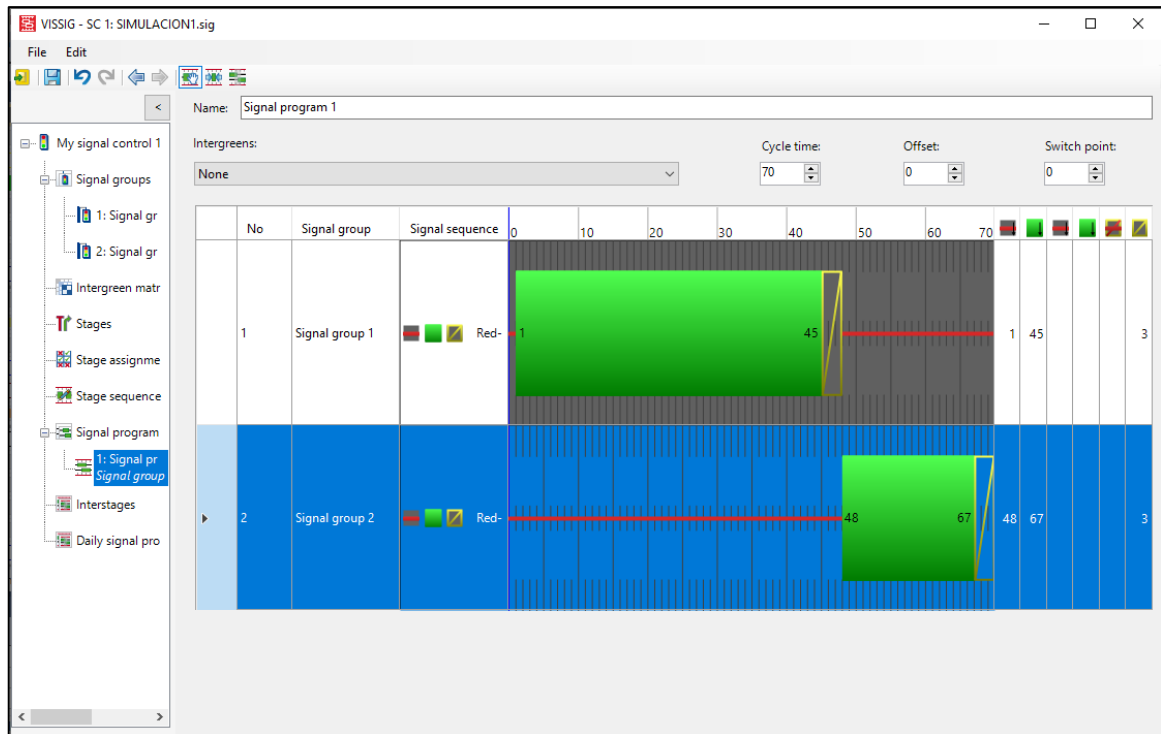 VISSIG - SC 1: SIMULACION1.sig
File Edit
<
Name: Signal program 1
My signal control 1
Intergreens: Cycle time: Offset: Switch point:
None 70 0 0
Signal groups
1: Signal gr
2: Signal gr
Intergreen matr
Stages
Stage assignme
Stage sequence
Signal program
1: Signal pr
Signal group
Interstages
Daily signal pro
No Signal group Signal sequence 0 10 20 30 40 50 60 70
1 Signal group 1 Red- 1 45 1 45 3
2 Signal group 2 Red- 48 67 48 67 3
< >